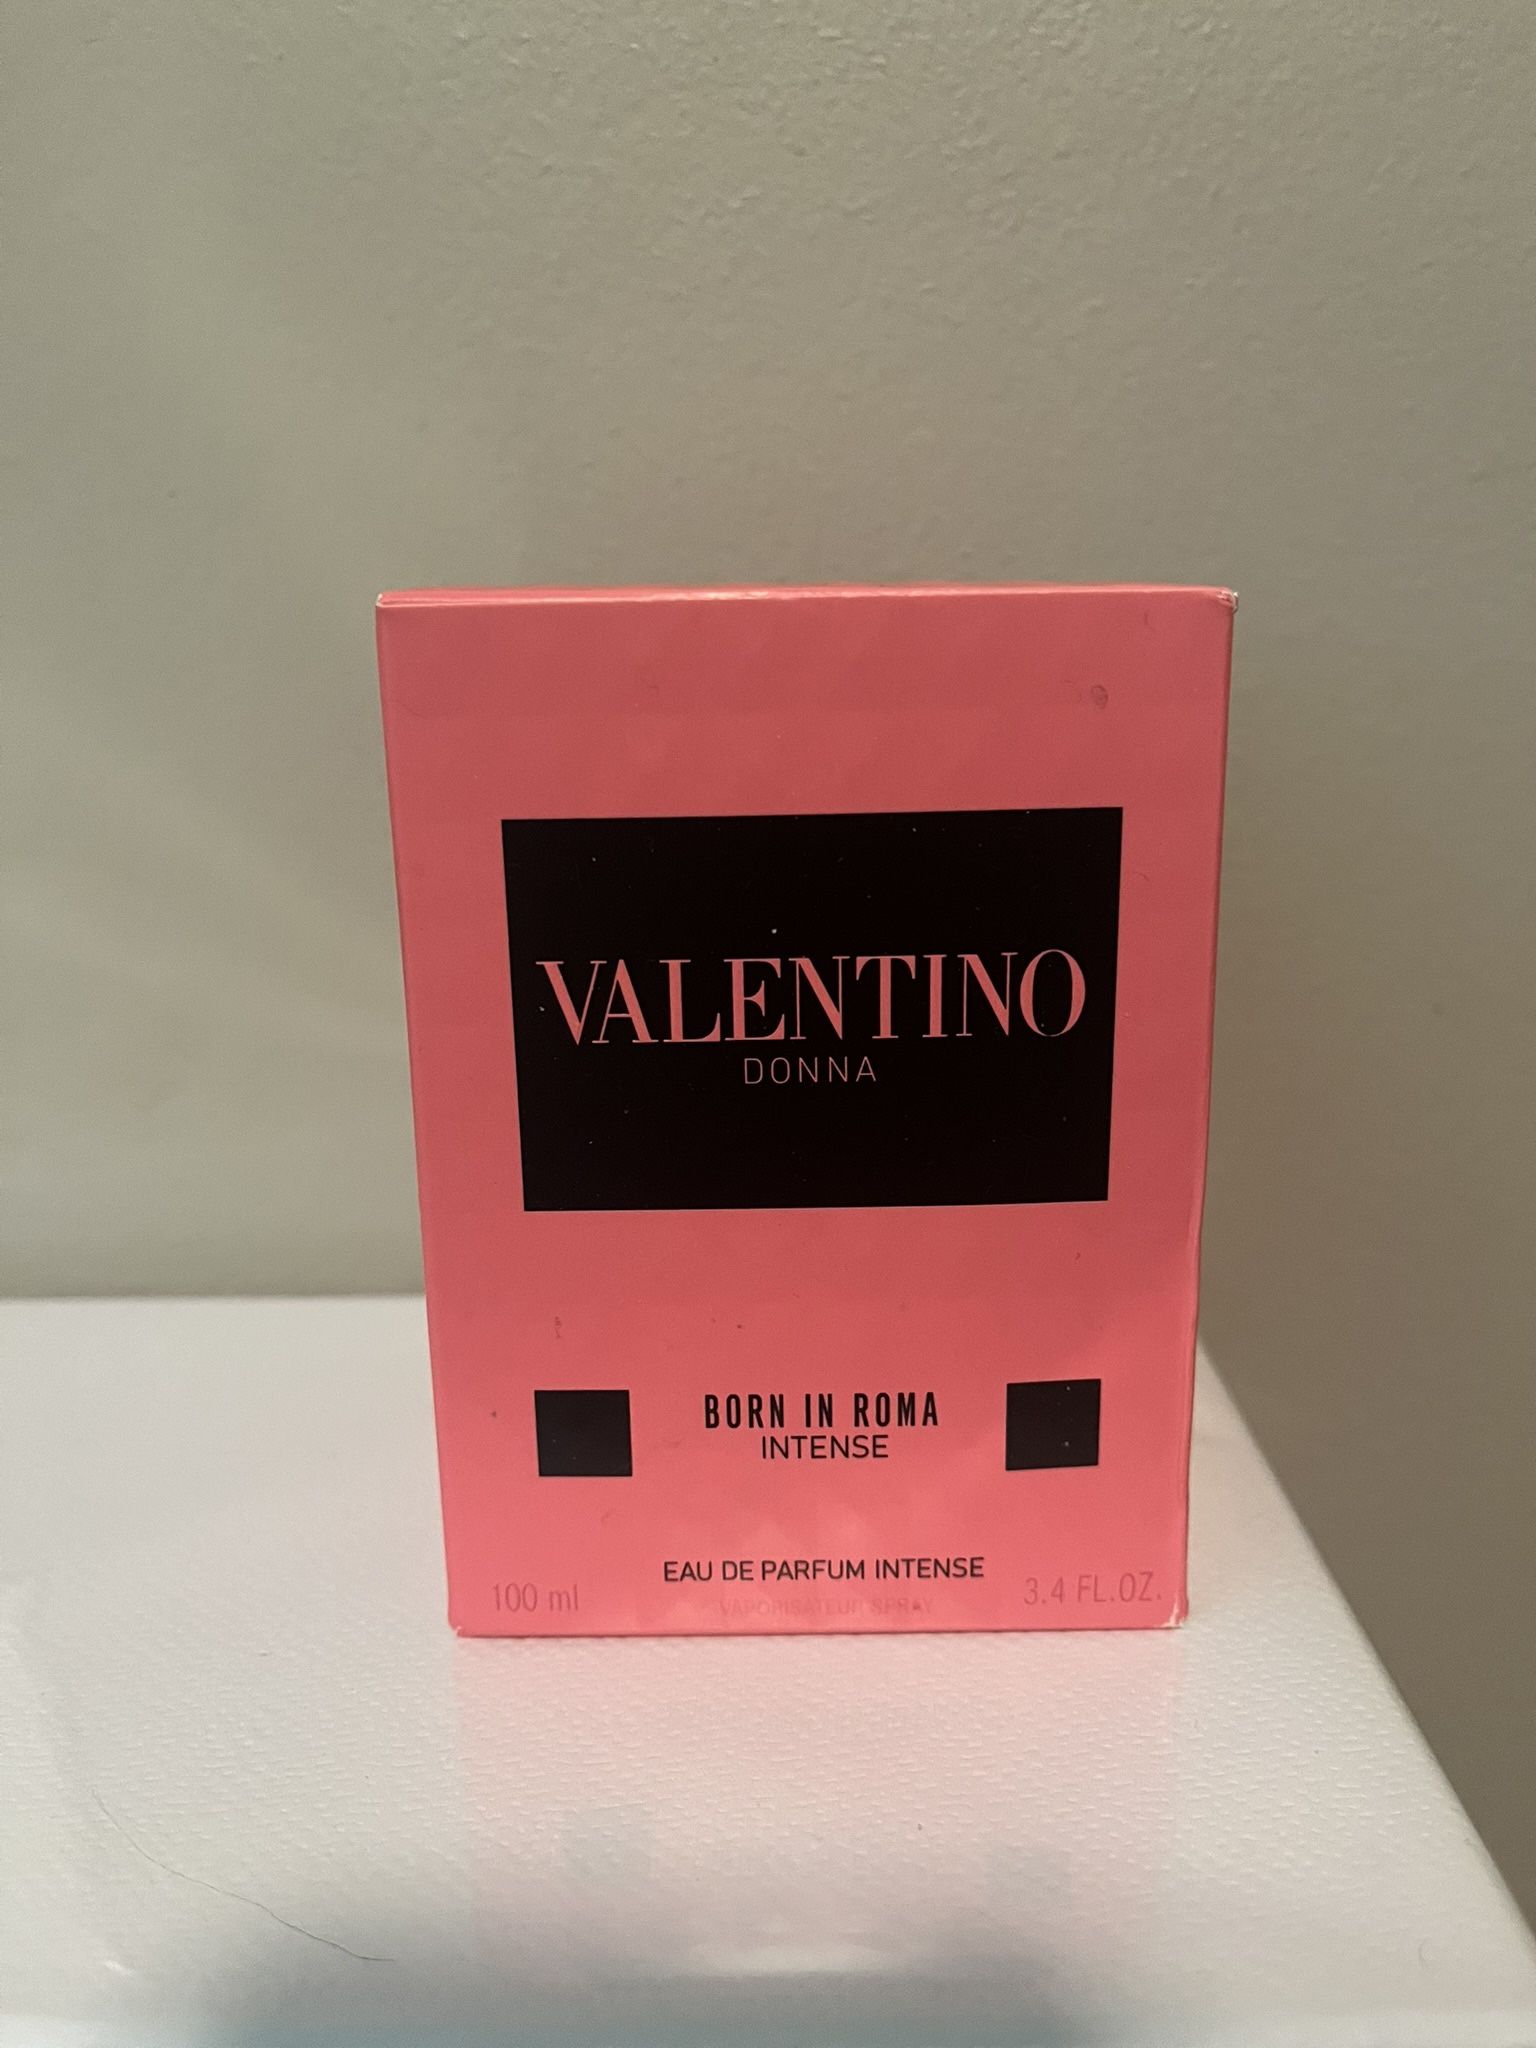 VALENTINO
DONNA
BORN IN ROMA
INTENSE
EAU DE PARFUM INTENSE
100 ml
VAPORISATEUR SPRAY
3.4 FL.OZ.